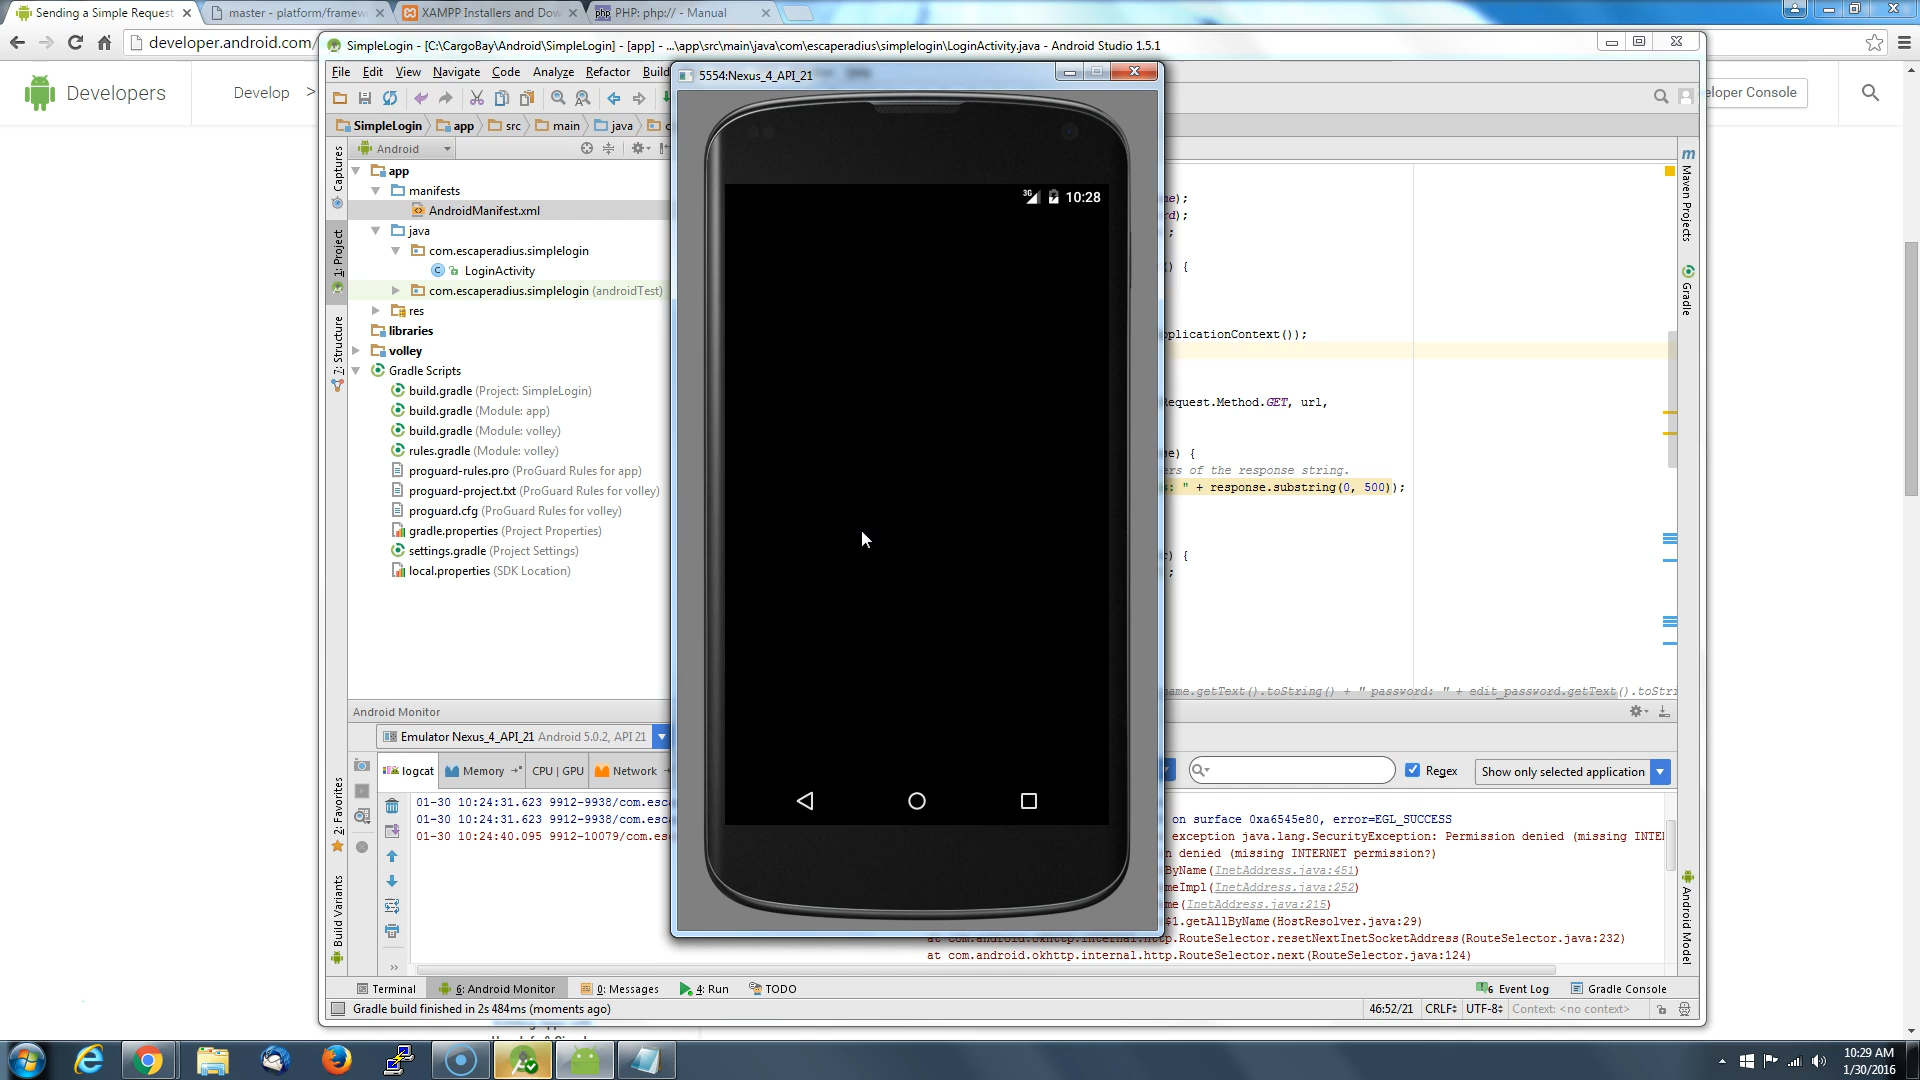 Sending a Simple Request
master - platform/framew
XAMPP Installers and Dow
php PHP: php:// - Manual
developer.android.com/
Developers
Develop >
eloper Console
SimpleLogin - [C:\CargoBay\Android\SimpleLogin] - [app] - ...\app\src\main\java\com\escaperadius\simplelogin\LoginActivity.java - Android Studio 1.5.1
File Edit View Navigate Code Analyze Refactor Build
5554:Nexus_4_API_21
SimpleLogin app src main java
Android
app
manifests
AndroidManifest.xml
java
com.escaperadius.simplelogin
LoginActivity
com.escaperadius.simplelogin (androidTest)
res
libraries
volley
Gradle Scripts
build.gradle (Project: SimpleLogin)
build.gradle (Module: app)
build.gradle (Module: volley)
rules.gradle (Module: volley)
proguard-rules.pro (ProGuard Rules for app)
proguard-project.txt (ProGuard Rules for volley)
proguard.cfg (ProGuard Rules for volley)
gradle.properties (Project Properties)
settings.gradle (Project Settings)
local.properties (SDK Location)
Captures
1: Project
7: Structure
2: Favorites
Build Variants
3G 10:28
me);
rd);
;
() {
pplicationContext());
Request.Method.GET, url,
se) {
ers of the response string.
: " + response.substring(0, 500));
) {
;
name.getText().toString() + " password: " + edit_password.getText().toStri
Maven Projects
Gradle
Android Model
Android Monitor
Emulator Nexus_4_API_21 Android 5.0.2, API 21
logcat Memory CPU | GPU Network
Regex
Show only selected application
01-30 10:24:31.623 9912-9938/com.esc
01-30 10:24:31.623 9912-9938/com.esc
01-30 10:24:40.095 9912-10079/com.es
on surface 0xa6545e80, error=EGL_SUCCESS
exception java.lang.SecurityException: Permission denied (missing INTE
n denied (missing INTERNET permission?)
yName(InetAddress.java:451)
meImpl(InetAddress.java:252)
me(InetAddress.java:215)
$1.getAllByName(HostResolver.java:29)
at com.android.okhttp.internal.http.RouteSelector.resetNextInetSocketAddress(RouteSelector.java:232)
at com.android.okhttp.internal.http.RouteSelector.next(RouteSelector.java:124)
Terminal 6: Android Monitor 0: Messages 4: Run TODO
6 Event Log Gradle Console
Gradle build finished in 2s 484ms (moments ago)
46:52/21 CRLF UTF-8 Context: <no context>
10:29 AM
1/30/2016